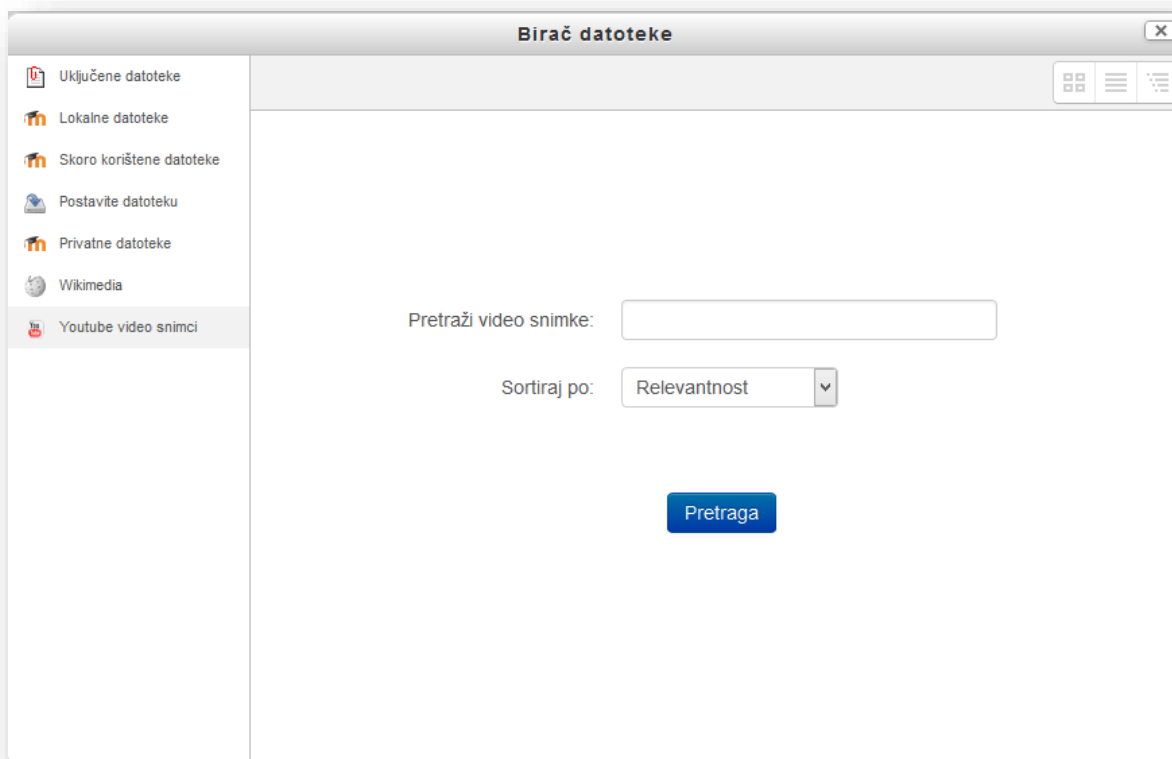 Birač datoteke
Uključene datoteke
Lokalne datoteke
Skoro korištene datoteke
Postavite datoteku
Privatne datoteke
Wikimedia
Youtube video snimci
Pretraži video snimke:
Sortiraj po: Relevantnost
Pretraga